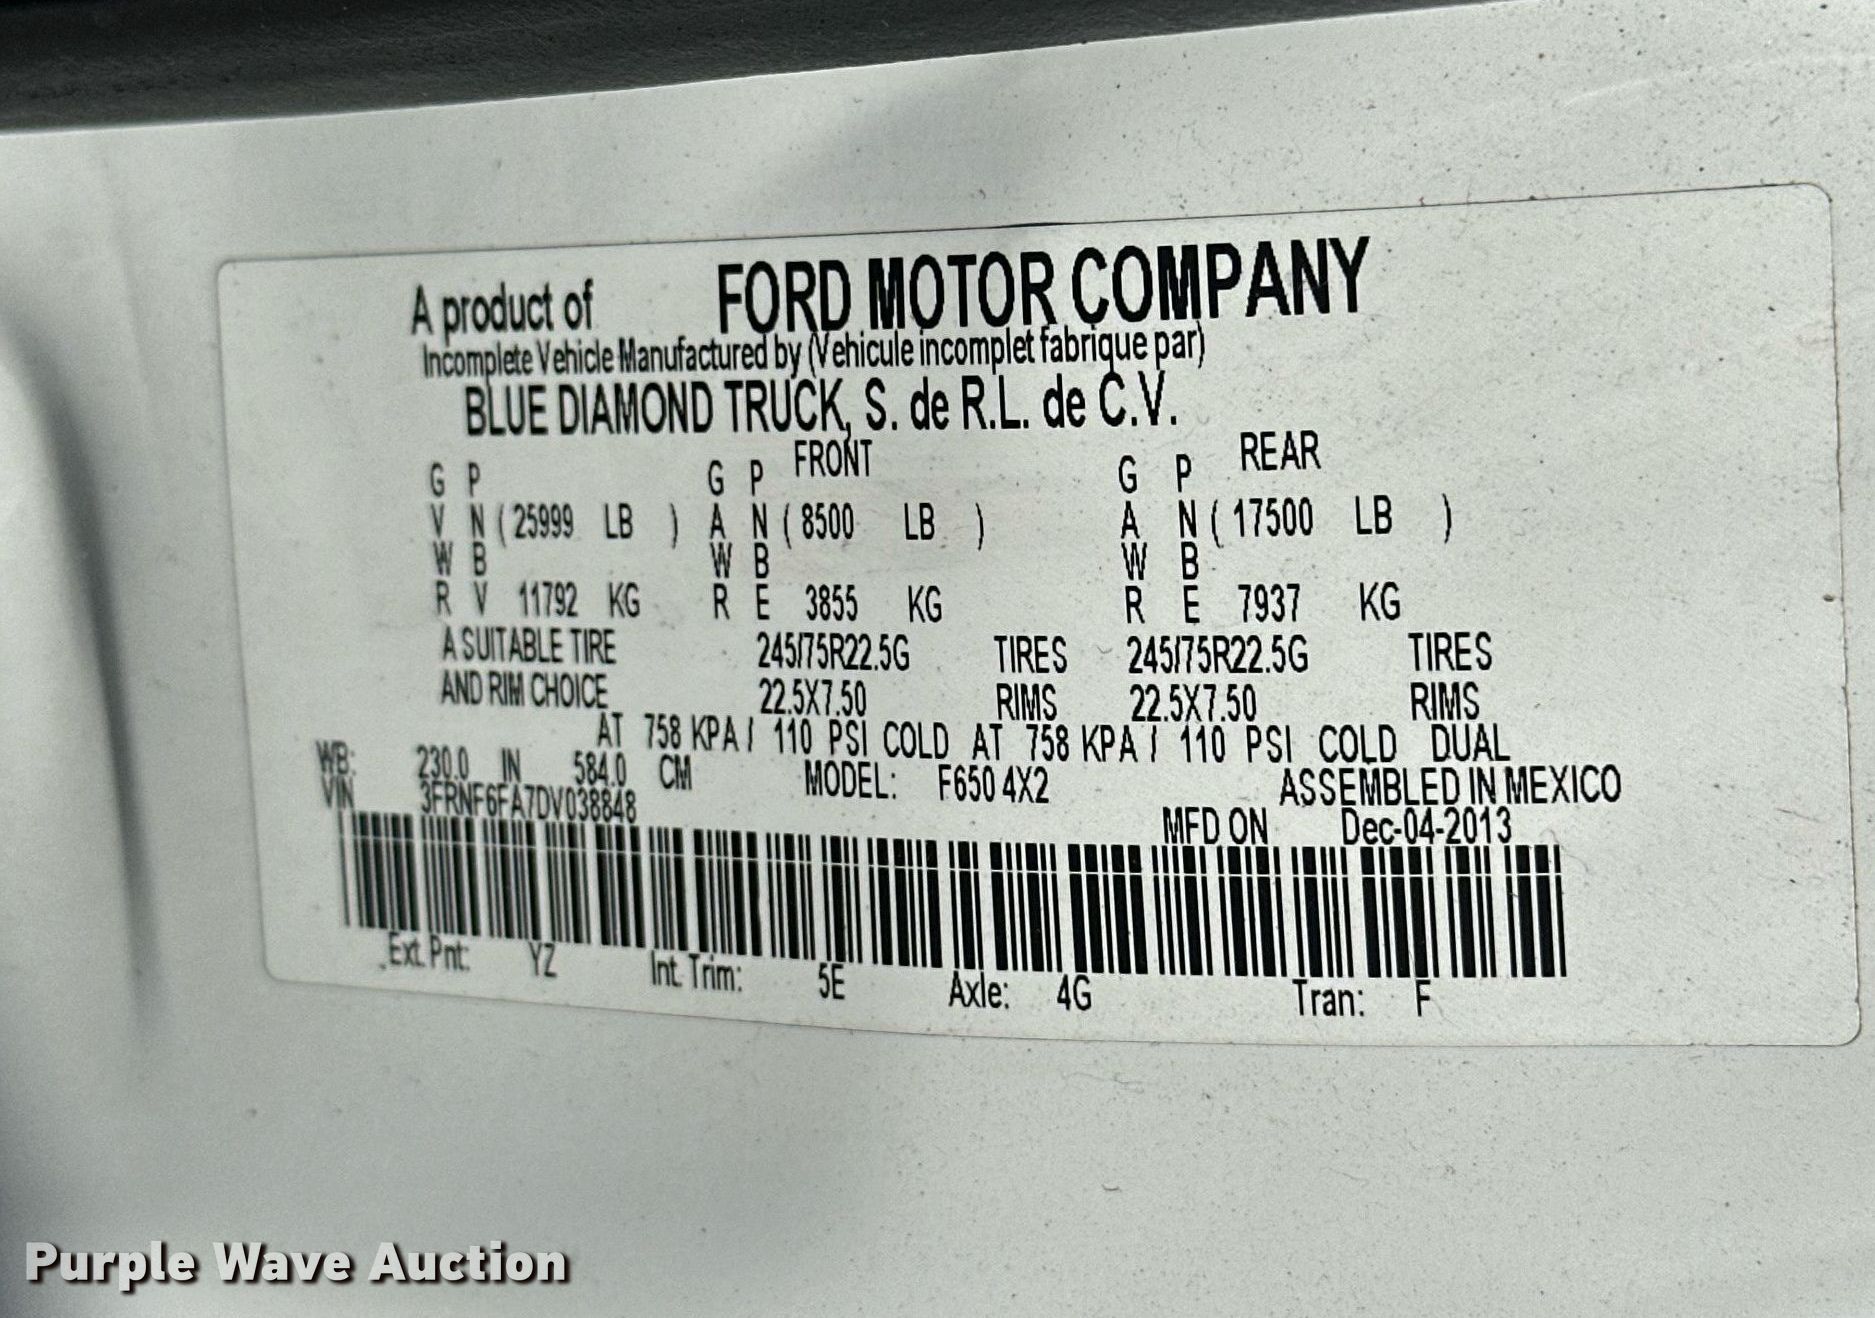 A product of FORD MOTOR COMPANY
Incomplete Vehicle Manufactured by (Vehicule incomplet fabrique par)
BLUE DIAMOND TRUCK, S. de R.L. de C.V.
G P G P FRONT G P REAR
V N ( 25999 LB ) A N ( 8500 LB ) A N ( 17500 LB )
W B W B W B
R V 11792 KG R E 3855 KG R E 7937 KG
A SUITABLE TIRE 245/75R22.5G TIRES 245/75R22.5G TIRES
AND RIM CHOICE 22.5X7.50 RIMS 22.5X7.50 RIMS
AT 758 KPA / 110 PSI COLD AT 758 KPA / 110 PSI COLD DUAL
WB: 230.0 IN 584.0 CM MODEL: F650 4X2 ASSEMBLED IN MEXICO
VIN 3FRNF6FA7DV038848 MFD ON Dec-04-2013
Ext. Pnt: YZ Int. Trim: 5E Axle: 4G Tran: F
Purple Wave Auction